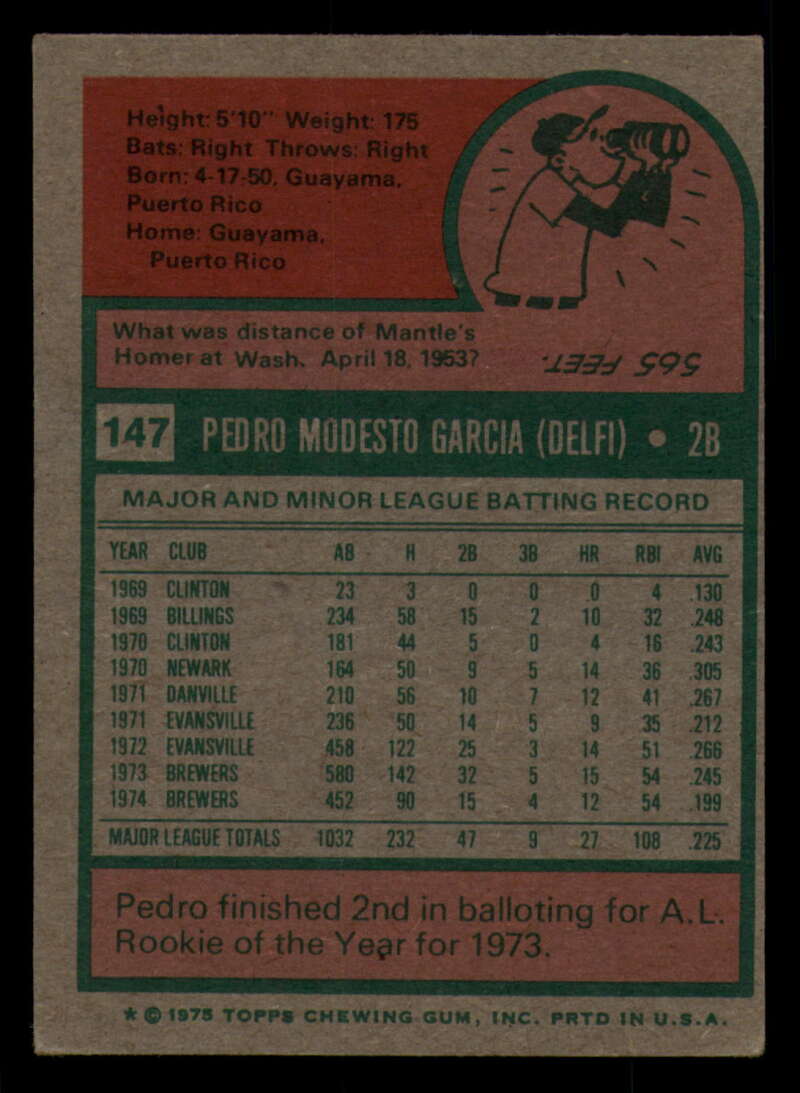 Height: 5'10" Weight: 175
Bats: Right Throws: Right
Born: 4-17-50, Guayama,
Puerto Rico
Home: Guayama,
Puerto Rico
What was distance of Mantle's
Homer at Wash. April 18, 1953?
565 FEET.
147 PEDRO MODESTO GARCIA (DELFI) • 2B
MAJOR AND MINOR LEAGUE BATTING RECORD
YEAR CLUB AB H 2B 3B HR RBI AVG
1969 CLINTON 23 3 0 0 0 4 .130
1969 BILLINGS 234 58 15 2 10 32 .248
1970 CLINTON 181 44 5 0 4 16 .243
1970 NEWARK 164 50 9 5 14 36 .305
1971 DANVILLE 210 56 10 7 12 41 .267
1971 EVANSVILLE 236 50 14 5 9 35 .212
1972 EVANSVILLE 458 122 25 3 14 51 .266
1973 BREWERS 580 142 32 5 15 54 .245
1974 BREWERS 452 90 15 4 12 54 .199
MAJOR LEAGUE TOTALS 1032 232 47 9 27 108 .225
Pedro finished 2nd in balloting for A.L.
Rookie of the Year for 1973.
* © 1975 TOPPS CHEWING GUM, INC. PRTD IN U.S.A.